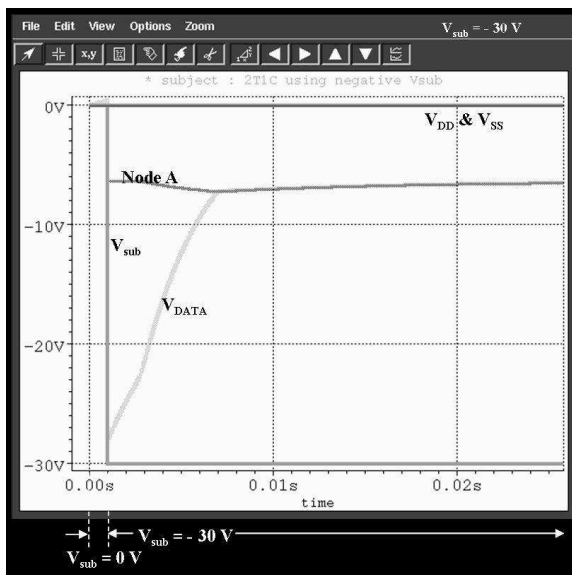 File Edit View Options Zoom
V_sub = - 30 V
x,y
* subject : 2T1C using negative Vsub
0V
V_DD & V_SS
Node A
-10V
V_sub
V_DATA
-20V
-30V
0.00s 0.01s 0.02s
time
V_sub = - 30 V
V_sub = 0 V